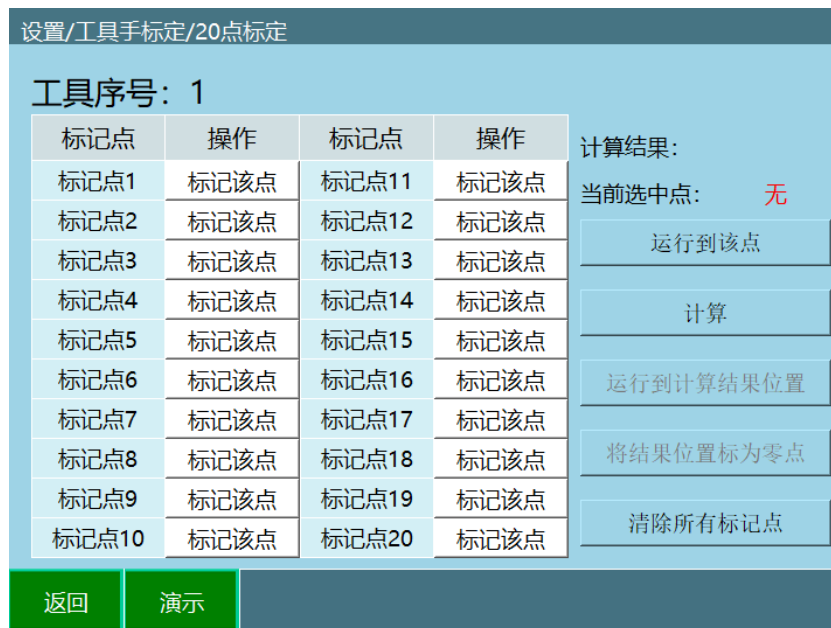 设置/工具手标定/20点标定
工具序号：1
标记点 操作 标记点 操作
标记点1 标记该点 标记点11 标记该点
标记点2 标记该点 标记点12 标记该点
标记点3 标记该点 标记点13 标记该点
标记点4 标记该点 标记点14 标记该点
标记点5 标记该点 标记点15 标记该点
标记点6 标记该点 标记点16 标记该点
标记点7 标记该点 标记点17 标记该点
标记点8 标记该点 标记点18 标记该点
标记点9 标记该点 标记点19 标记该点
标记点10 标记该点 标记点20 标记该点
计算结果：
当前选中点： 无
运行到该点
计算
运行到计算结果位置
将结果位置标为零点
清除所有标记点
返回 演示